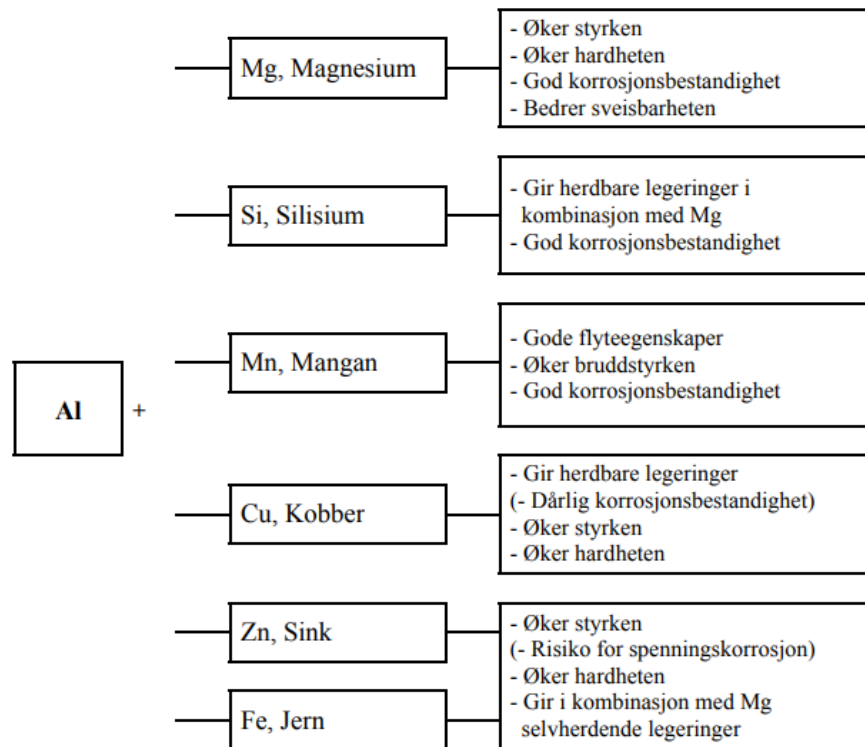 Mg, Magnesium
- Øker styrken
- Øker hardheten
- God korrosjonsbestandighet
- Bedrer sveisbarheten
Si, Silisium
- Gir herdbare legeringer i
kombinasjon med Mg
- God korrosjonsbestandighet
Al
+
Mn, Mangan
- Gode flyteegenskaper
- Øker bruddstyrken
- God korrosjonsbestandighet
Cu, Kobber
- Gir herdbare legeringer
(- Dårlig korrosjonsbestandighet)
- Øker styrken
- Øker hardheten
Zn, Sink
Fe, Jern
- Øker styrken
(- Risiko for spenningskorrosjon)
- Øker hardheten
- Gir i kombinasjon med Mg
selvherdende legeringer